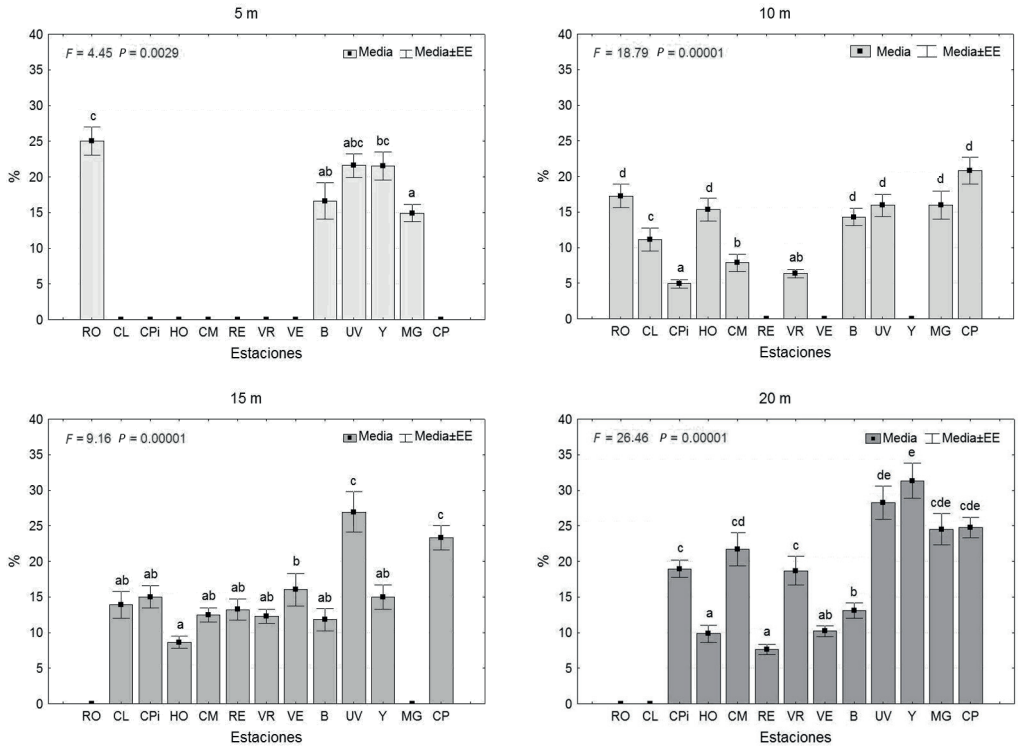 5 m
F = 4.45 P = 0.0029
Media Media±EE
40
35
30
25
20
15
10
5
0
%
c ab abc bc a
RO CL CPi HO CM RE VR VE B UV Y MG CP
Estaciones
10 m
F = 18.79 P = 0.00001
Media Media±EE
40
35
30
25
20
15
10
5
0
%
d c a d b ab d d d d
RO CL CPi HO CM RE VR VE B UV Y MG CP
Estaciones
15 m
F = 9.16 P = 0.00001
Media Media±EE
40
35
30
25
20
15
10
5
0
%
ab ab a ab ab ab b ab c ab c
RO CL CPi HO CM RE VR VE B UV Y MG CP
Estaciones
20 m
F = 26.46 P = 0.00001
Media Media±EE
40
35
30
25
20
15
10
5
0
%
c a cd a c ab b de e cde cde
RO CL CPi HO CM RE VR VE B UV Y MG CP
Estaciones